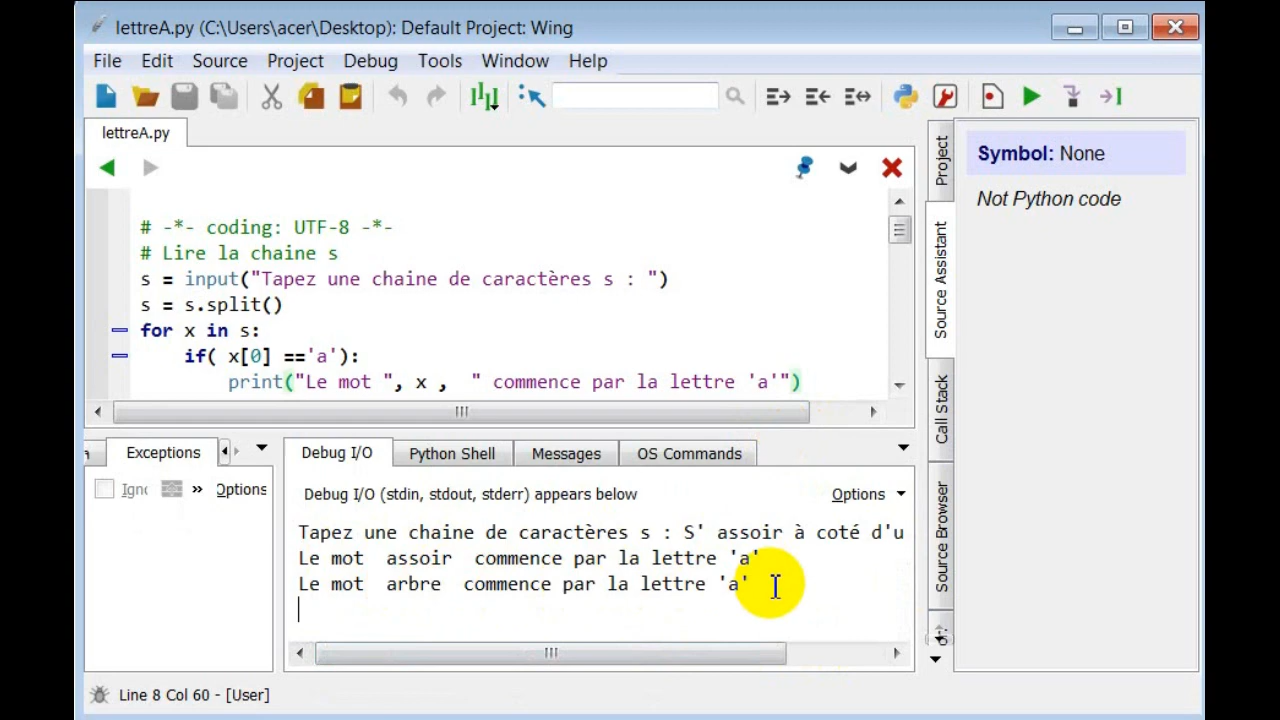 lettreA.py (C:\Users\acer\Desktop): Default Project: Wing
File Edit Source Project Debug Tools Window Help
lettreA.py
# -*- coding: UTF-8 -*-
# Lire la chaine s
s = input("Tapez une chaine de caractères s : ")
s = s.split()
for x in s:
if( x[0] =='a'):
print("Le mot ", x ,  " commence par la lettre 'a'")
Project
Source Assistant
Call Stack
Source Browser
Symbol: None
Not Python code
Exceptions
Options
Debug I/O Python Shell Messages OS Commands
Debug I/O (stdin, stdout, stderr) appears below
Options
Tapez une chaine de caractères s : S' assoir à coté d'u
Le mot  assoir  commence par la lettre 'a'
Le mot  arbre  commence par la lettre 'a'
Line 8 Col 60 - [User]